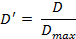 D' = D / D_max